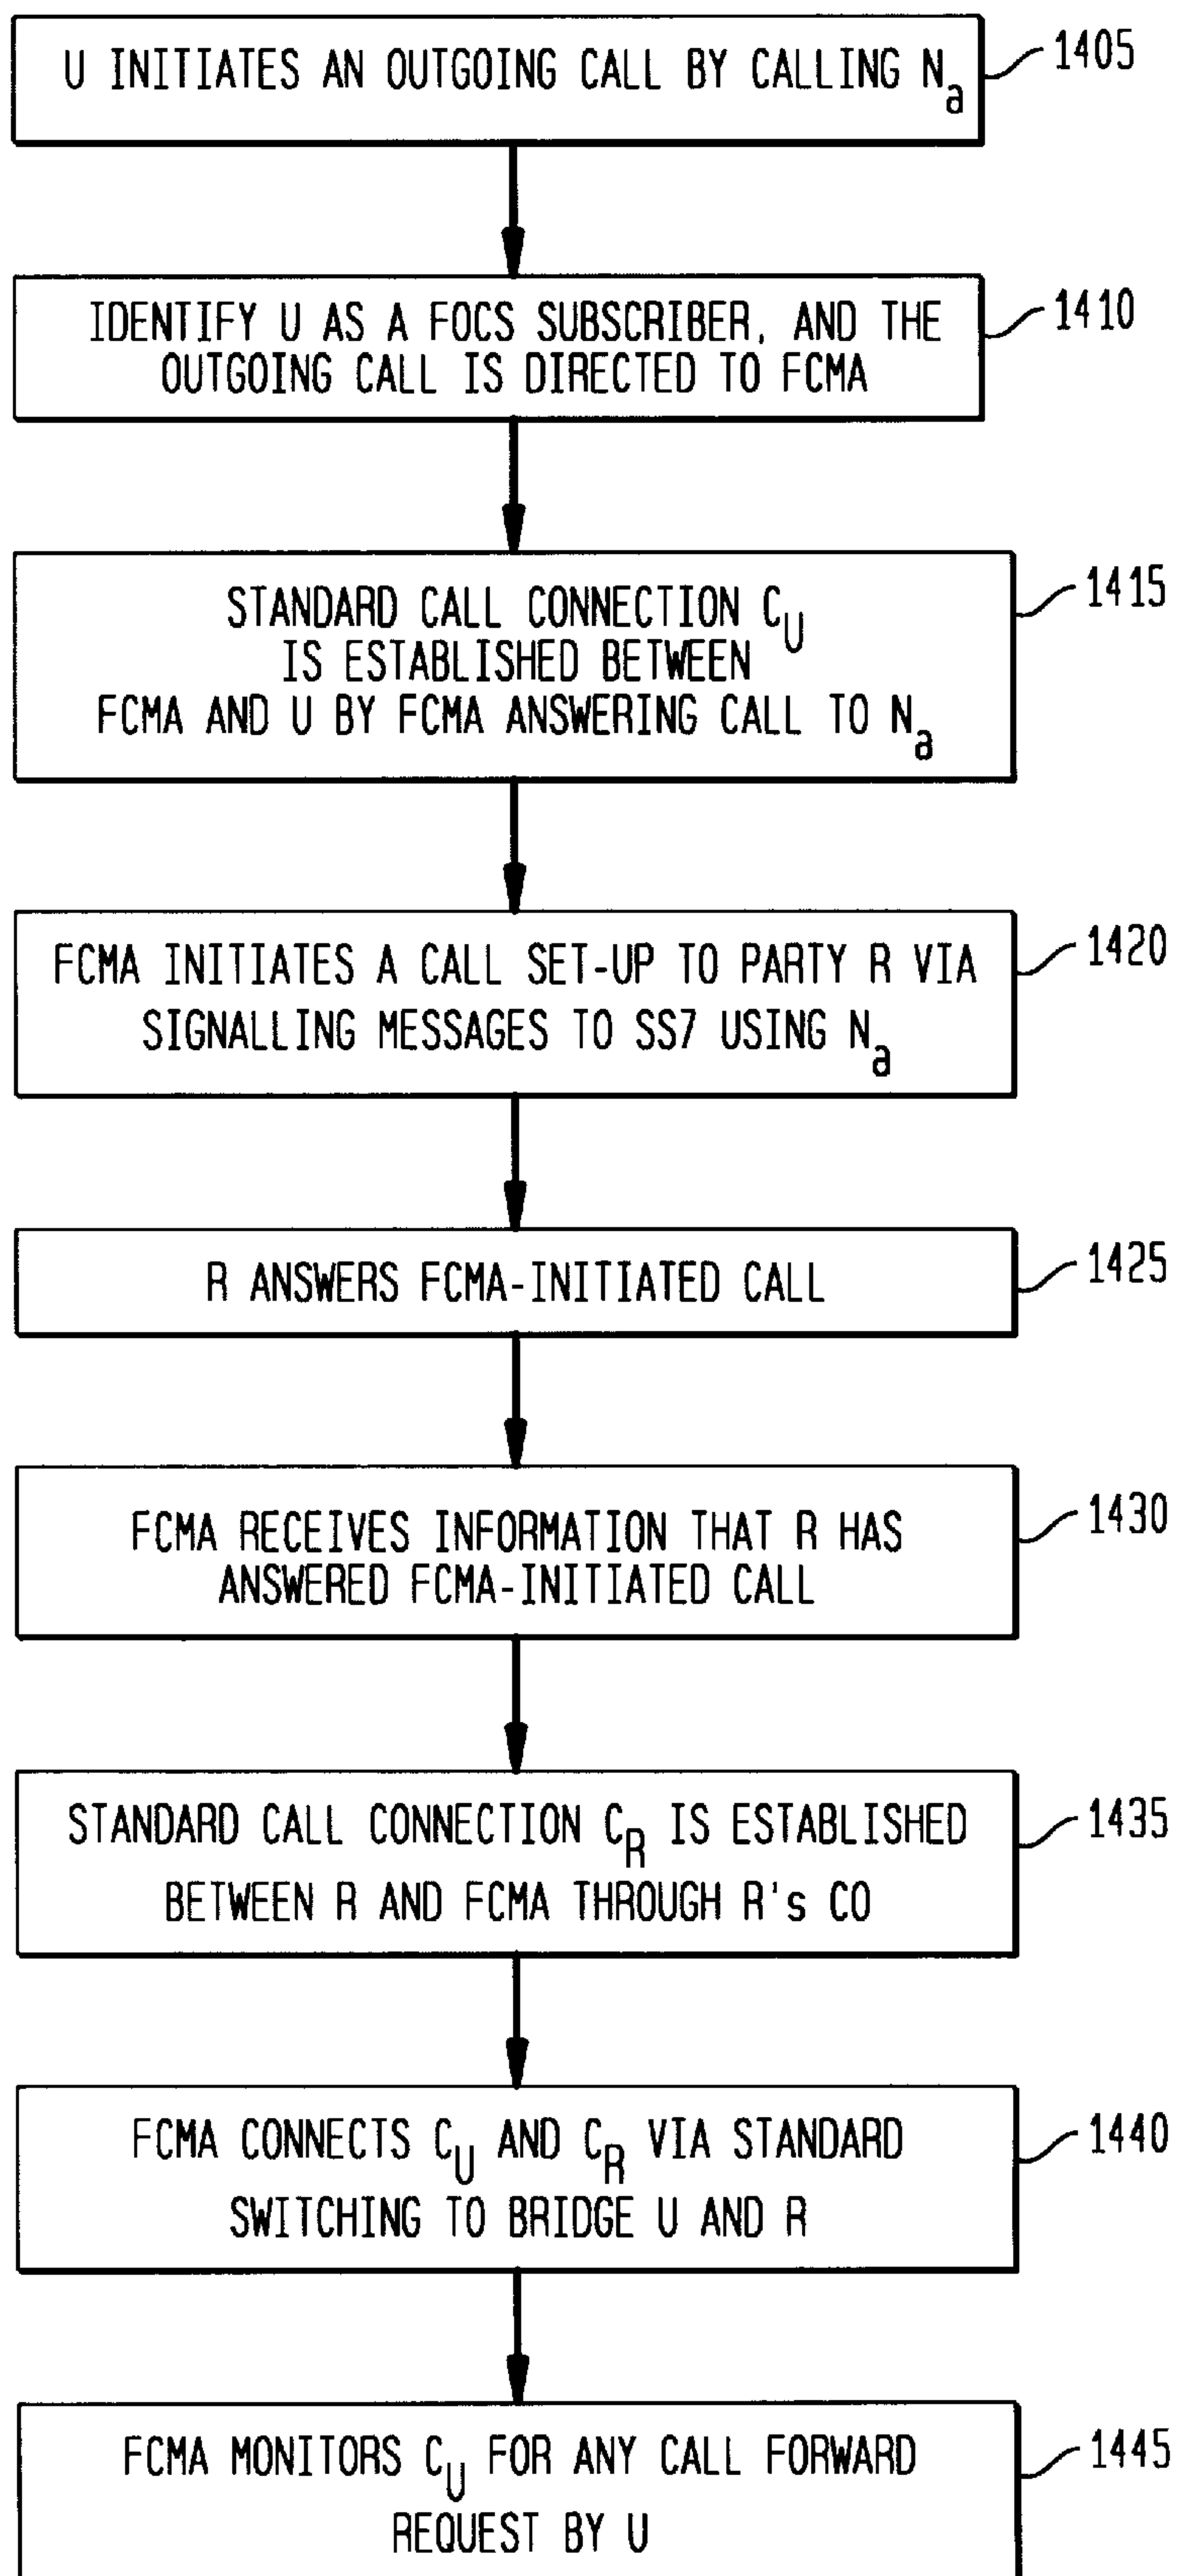 U INITIATES AN OUTGOING CALL BY CALLING Na
1405
IDENTIFY U AS A FOCS SUBSCRIBER, AND THE
OUTGOING CALL IS DIRECTED TO FCMA
1410
STANDARD CALL CONNECTION CU
IS ESTABLISHED BETWEEN
FCMA AND U BY FCMA ANSWERING CALL TO Na
1415
FCMA INITIATES A CALL SET-UP TO PARTY R VIA
SIGNALLING MESSAGES TO SS7 USING Na
1420
R ANSWERS FCMA-INITIATED CALL
1425
FCMA RECEIVES INFORMATION THAT R HAS
ANSWERED FCMA-INITIATED CALL
1430
STANDARD CALL CONNECTION CR IS ESTABLISHED
BETWEEN R AND FCMA THROUGH R's CO
1435
FCMA CONNECTS CU AND CR VIA STANDARD
SWITCHING TO BRIDGE U AND R
1440
FCMA MONITORS CU FOR ANY CALL FORWARD
REQUEST BY U
1445